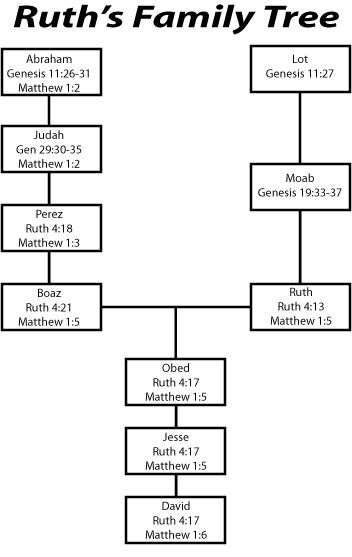 Ruth's Family Tree
Abraham
Genesis 11:26-31
Matthew 1:2
Lot
Genesis 11:27
Judah
Gen 29:30-35
Matthew 1:2
Moab
Genesis 19:33-37
Perez
Ruth 4:18
Matthew 1:3
Boaz
Ruth 4:21
Matthew 1:5
Ruth
Ruth 4:13
Matthew 1:5
Obed
Ruth 4:17
Matthew 1:5
Jesse
Ruth 4:17
Matthew 1:5
David
Ruth 4:17
Matthew 1:6